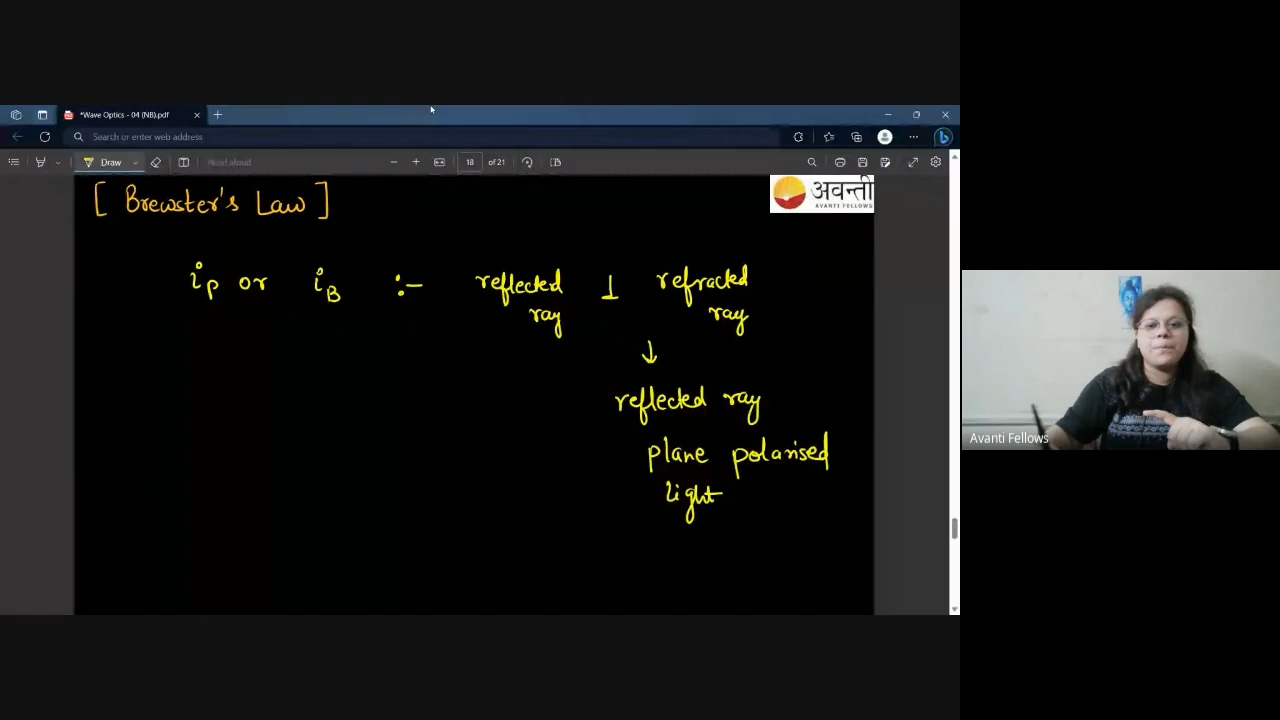 *Wave Optics - 04 (NB).pdf
Search or enter web address
Draw
Read aloud
18 of 21
[ Brewster's Law ]
अवन्ती
AVANTI FELLOWS
ip or iB :- reflected ray ⊥ refracted ray
↓
reflected ray
plane polarised
light
Avanti Fellows